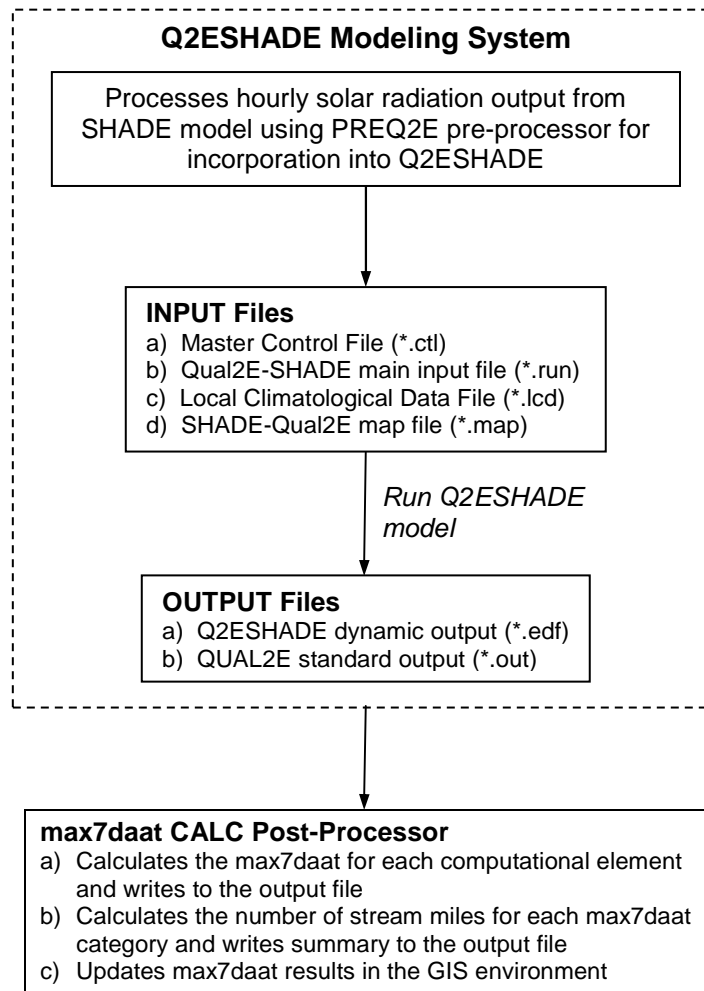 Q2ESHADE Modeling System
Processes hourly solar radiation output from
SHADE model using PREQ2E pre-processor for
incorporation into Q2ESHADE
INPUT Files
a) Master Control File (*.ctl)
b) Qual2E-SHADE main input file (*.run)
c) Local Climatological Data File (*.lcd)
d) SHADE-Qual2E map file (*.map)
Run Q2ESHADE
model
OUTPUT Files
a) Q2ESHADE dynamic output (*.edf)
b) QUAL2E standard output (*.out)
max7daat CALC Post-Processor
a) Calculates the max7daat for each computational element
and writes to the output file
b) Calculates the number of stream miles for each max7daat
category and writes summary to the output file
c) Updates max7daat results in the GIS environment